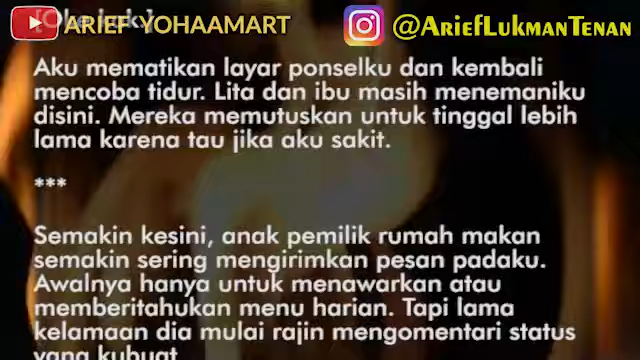 ARIEF YOHAAMART
@AriefLukmanTenan
Aku mematikan layar ponselku dan kembali
mencoba tidur. Lita dan ibu masih menemaniku
disini. Mereka memutuskan untuk tinggal lebih
lama karena tau jika aku sakit.
***
Semakin kesini, anak pemilik rumah makan
semakin sering mengirimkan pesan padaku.
Awalnya hanya untuk menawarkan atau
memberitahukan menu harian. Tapi lama
kelamaan dia mulai rajin mengomentari status
yang kubuat